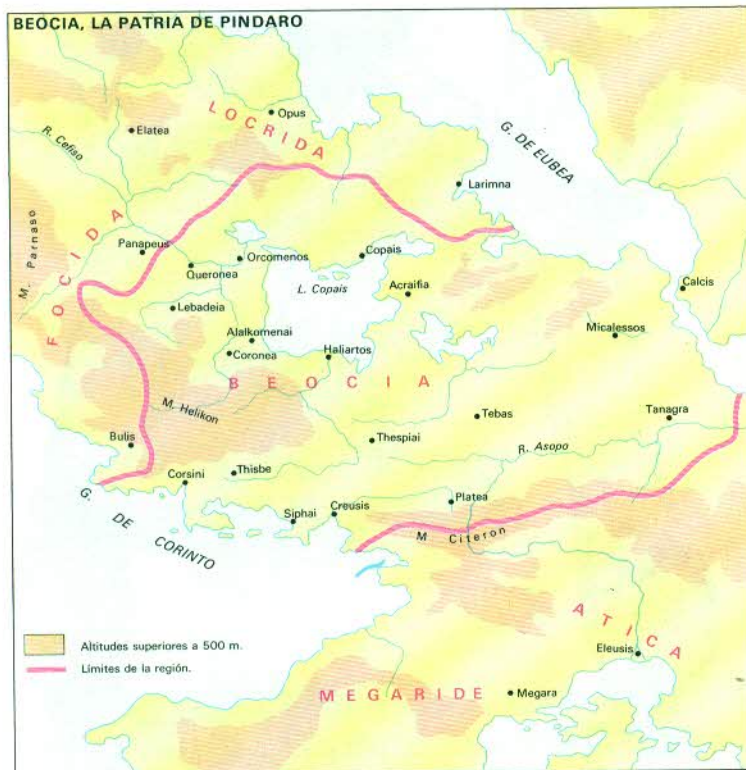 BEOCIA, LA PATRIA DE PINDARO
Opus
LOCRIDA
Elatea
R. Cefiso
G. DE EUBEA
Larimna
FOCIDA
M. Parnaso
Panapeus
Queronea
Orcomenos
Copais
L. Copais
Acraifia
Calcis
Lebadeia
Alalkomenai
Coronea
Haliartos
Micalessos
BEOCIA
M. Helikon
Tebas
Tanagra
Bulis
Thespiai
R. Asopo
Corsini
Thisbe
Siphai
Creusis
Platea
G. DE CORINTO
M Citeron
ATICA
Altitudes superiores a 500 m.
Límites de la región.
Eleusis
MEGARIDE
Megara